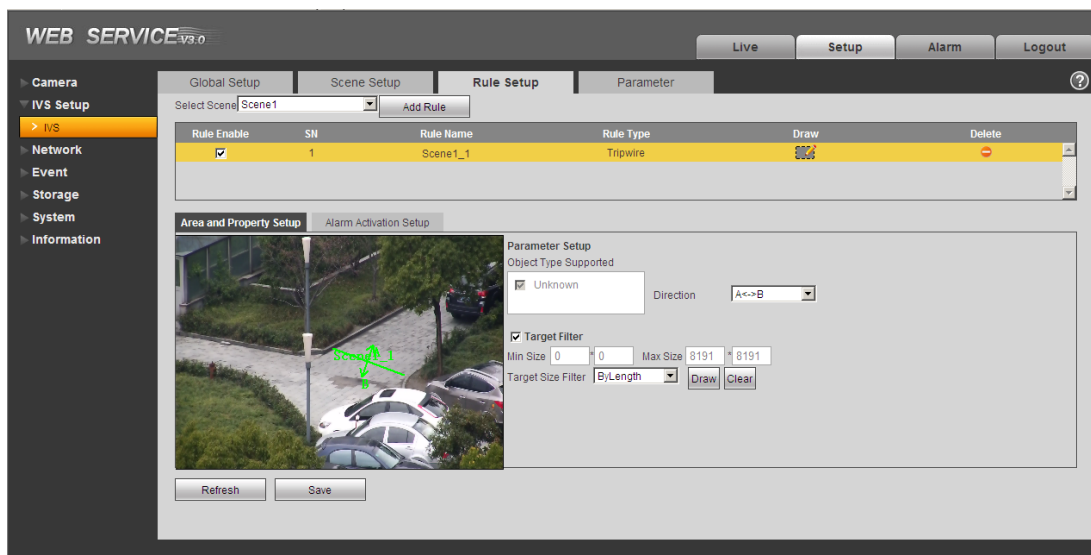 WEB SERVICE V3.0
Live Setup Alarm Logout
Camera
IVS Setup
> IVS
Network
Event
Storage
System
Information
Global Setup Scene Setup Rule Setup Parameter ?
Select Scene Scene1 Add Rule
Rule Enable SN Rule Name Rule Type Draw Delete
1 Scene1_1 Tripwire
Area and Property Setup Alarm Activation Setup
Parameter Setup
Object Type Supported
Unknown
Direction A<->B
Target Filter
Min Size 0 * 0 Max Size 8191 * 8191
Target Size Filter ByLength Draw Clear
Refresh Save